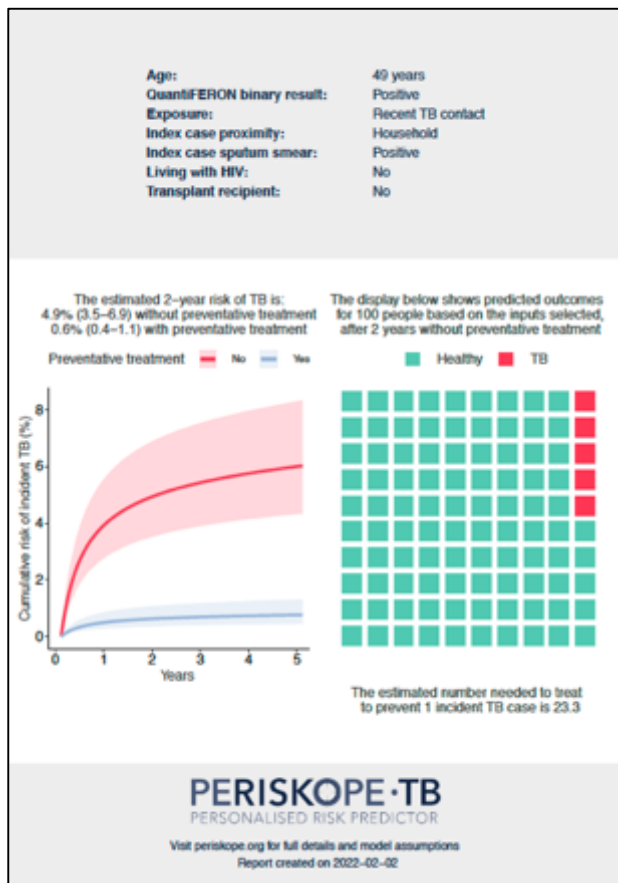 Age: 49 years
QuantiFERON binary result: Positive
Exposure: Recent TB contact
Index case proximity: Household
Index case sputum smear: Positive
Living with HIV: No
Transplant recipient: No
The estimated 2-year risk of TB is:
4.9% (3.5–6.9) without preventative treatment
0.6% (0.4–1.1) with preventative treatment
Preventative treatment No Yes
Cumulative risk of incident TB (%)
8
6
4
2
0
0 1 2 3 4 5
Years
The display below shows predicted outcomes
for 100 people based on the inputs selected,
after 2 years without preventative treatment
Healthy TB
The estimated number needed to treat
to prevent 1 incident TB case is 23.3
PERISKOPE·TB
PERSONALISED RISK PREDICTOR
Visit periskope.org for full details and model assumptions
Report created on 2022–02–02